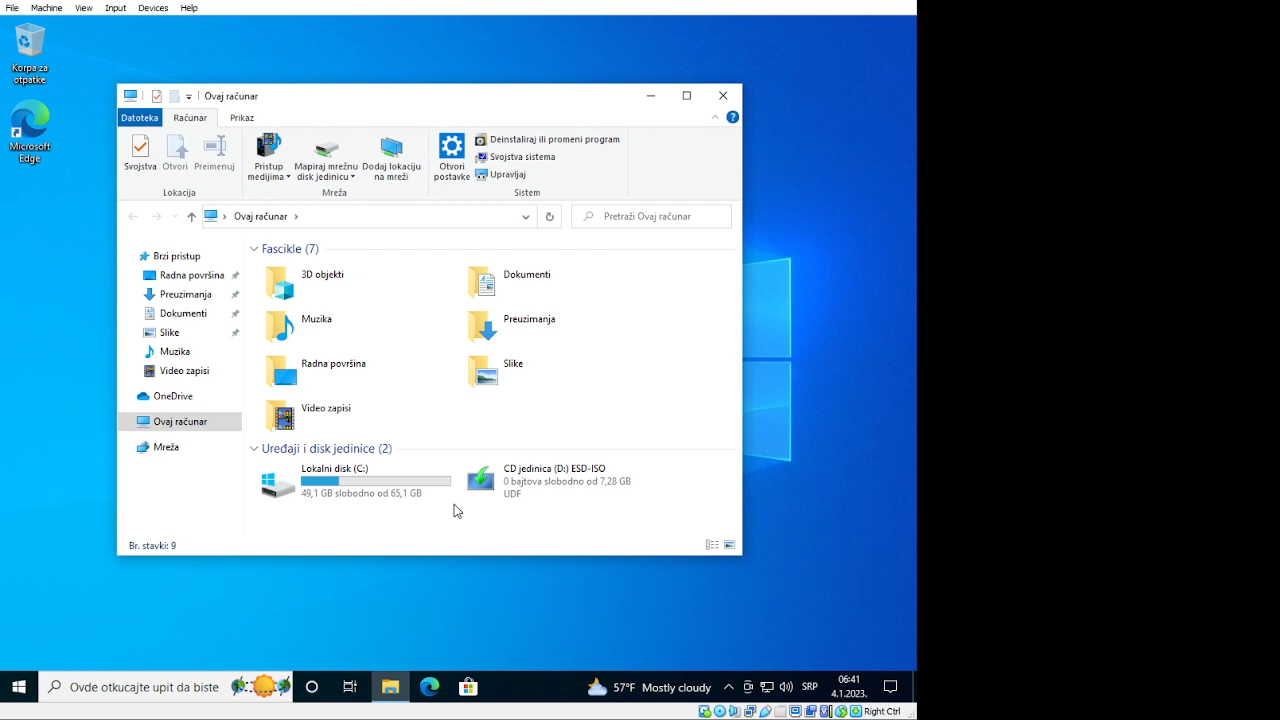 File Machine View Input Devices Help
Korpa za
otpatke
Microsoft
Edge
Ovaj računar
Datoteka Računar Prikaz
Svojstva Otvori Preimenuj
Lokacija
Pristup
medijima
Mapiraj mrežnu
disk jedinicu
Dodaj lokaciju
na mreži
Mreža
Otvori
postavke
Deinstaliraj ili promeni program
Svojstva sistema
Upravljaj
Sistem
Ovaj računar
Pretraži Ovaj računar
Brzi pristup
Radna površina
Preuzimanja
Dokumenti
Slike
Muzika
Video zapisi
OneDrive
Ovaj računar
Mreža
Fascikle (7)
3D objekti
Dokumenti
Muzika
Preuzimanja
Radna površina
Slike
Video zapisi
Uređaji i disk jedinice (2)
Lokalni disk (C:)
49,1 GB slobodno od 65,1 GB
CD jedinica (D:) ESD-ISO
0 bajtova slobodno od 7,28 GB
UDF
Br. stavki: 9
Ovde otkucajte upit da biste
57°F Mostly cloudy
SRP
06:41
4.1.2023.
Right Ctrl